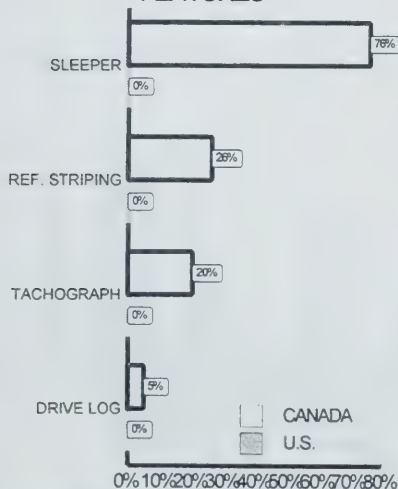 76%
SLEEPER
0%
26%
REF. STRIPING
0%
20%
TACHOGRAPH
0%
5%
DRIVE LOG
0%
CANADA
U.S.
0% 10% 20% 30% 40% 50% 60% 70% 80%